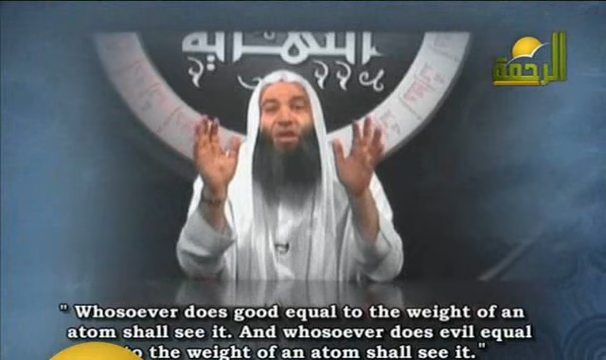 النهاية
الرحمة
" Whosoever does good equal to the weight of an
atom shall see it. And whosoever does evil equal
to the weight of an atom shall see it."